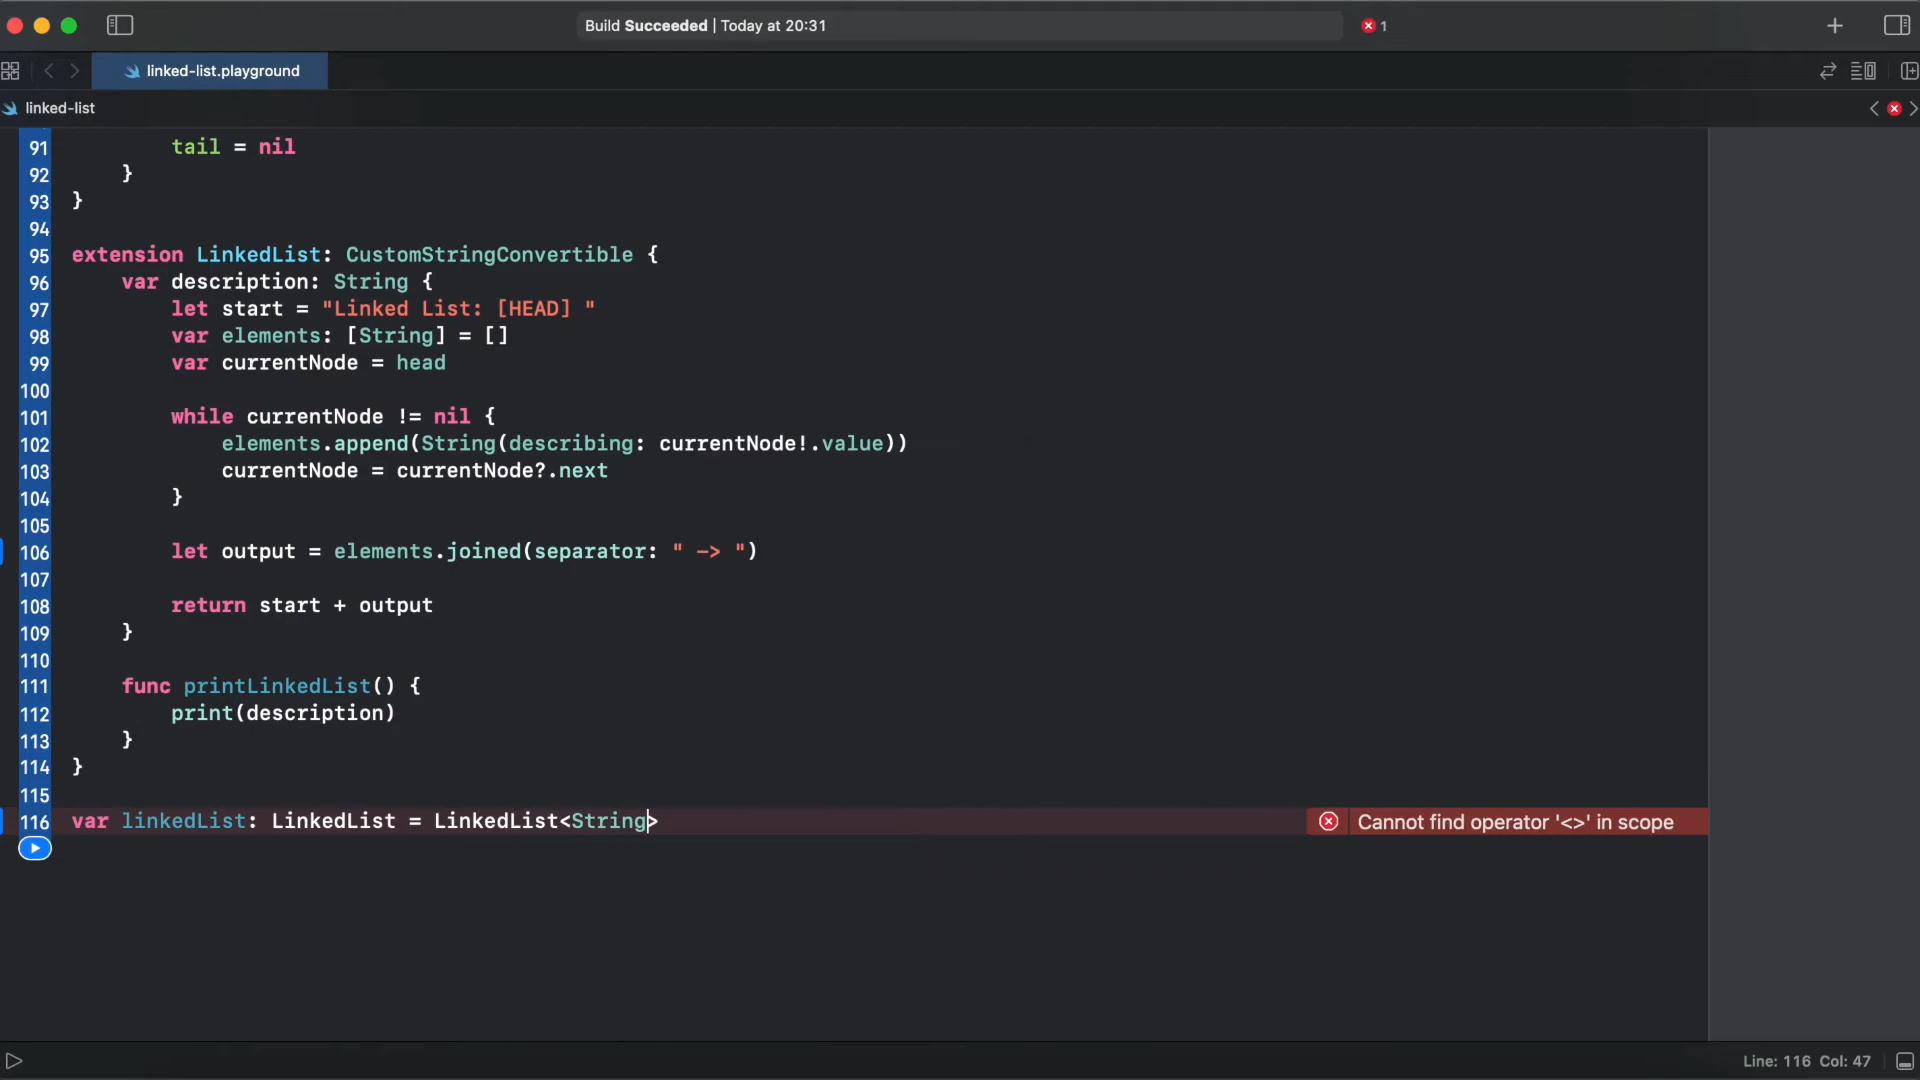 Build Succeeded | Today at 20:31
1
linked-list.playground
linked-list
91 tail = nil
92 }
93 }
94
95 extension LinkedList: CustomStringConvertible {
96 var description: String {
97 let start = "Linked List: [HEAD] "
98 var elements: [String] = []
99 var currentNode = head
100
101 while currentNode != nil {
102 elements.append(String(describing: currentNode!.value))
103 currentNode = currentNode?.next
104 }
105
106 let output = elements.joined(separator: " -> ")
107
108 return start + output
109 }
110
111 func printLinkedList() {
112 print(description)
113 }
114 }
115
116 var linkedList: LinkedList = LinkedList<String> Cannot find operator '<>' in scope
Line: 116 Col: 47